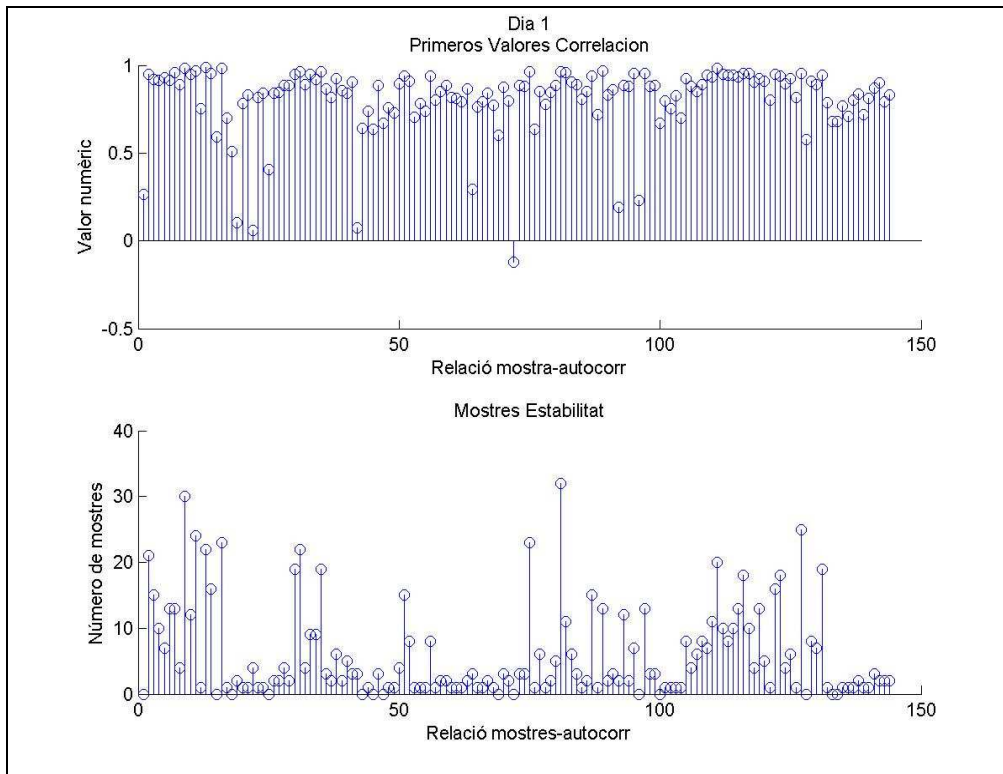 Dia 1
Primeros Valores Correlacion
1
0.5
0
-0.5
Valor numèric
0
50
100
150
Relació mostra-autocorr
Mostres Estabilitat
40
30
20
10
0
Número de mostres
0
50
100
150
Relació mostres-autocorr